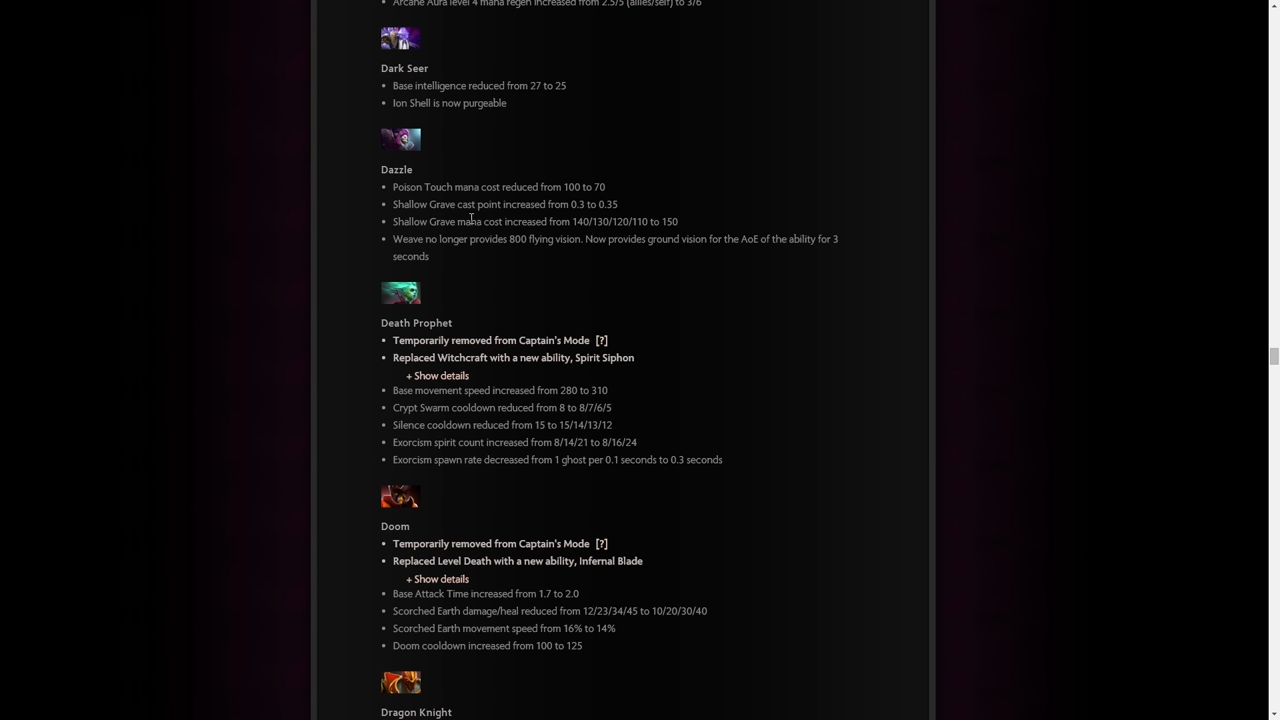 • Arcane Aura level 4 mana regen increased from 2.5/5 (allies/self) to 3/6
Dark Seer
• Base intelligence reduced from 27 to 25
• Ion Shell is now purgeable
Dazzle
• Poison Touch mana cost reduced from 100 to 70
• Shallow Grave cast point increased from 0.3 to 0.35
• Shallow Grave mana cost increased from 140/130/120/110 to 150
• Weave no longer provides 800 flying vision. Now provides ground vision for the AoE of the ability for 3
seconds
Death Prophet
• Temporarily removed from Captain's Mode [?]
• Replaced Witchcraft with a new ability, Spirit Siphon
+ Show details
• Base movement speed increased from 280 to 310
• Crypt Swarm cooldown reduced from 8 to 8/7/6/5
• Silence cooldown reduced from 15 to 15/14/13/12
• Exorcism spirit count increased from 8/14/21 to 8/16/24
• Exorcism spawn rate decreased from 1 ghost per 0.1 seconds to 0.3 seconds
Doom
• Temporarily removed from Captain's Mode [?]
• Replaced Level Death with a new ability, Infernal Blade
+ Show details
• Base Attack Time increased from 1.7 to 2.0
• Scorched Earth damage/heal reduced from 12/23/34/45 to 10/20/30/40
• Scorched Earth movement speed from 16% to 14%
• Doom cooldown increased from 100 to 125
Dragon Knight